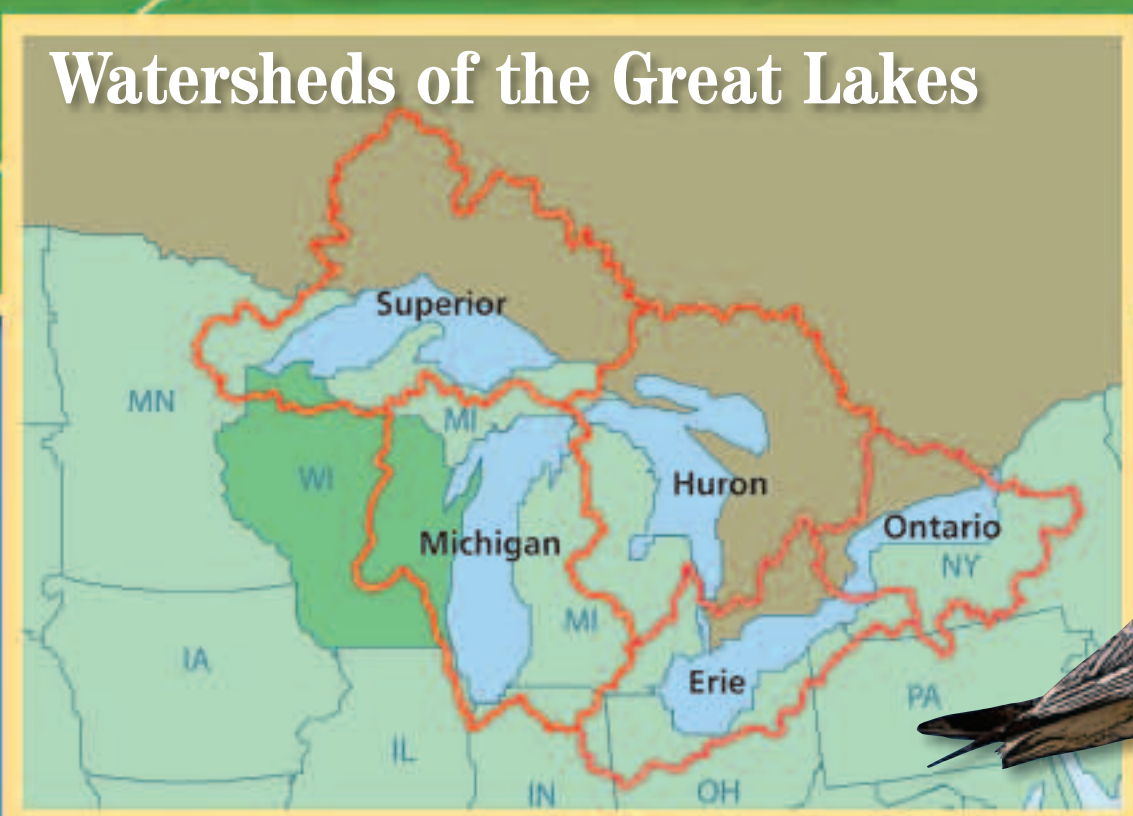 Watersheds of the Great Lakes
Superior
MN
MI
WI
Huron
Michigan
Ontario
NY
MI
IA
Erie
PA
IL
IN
OH